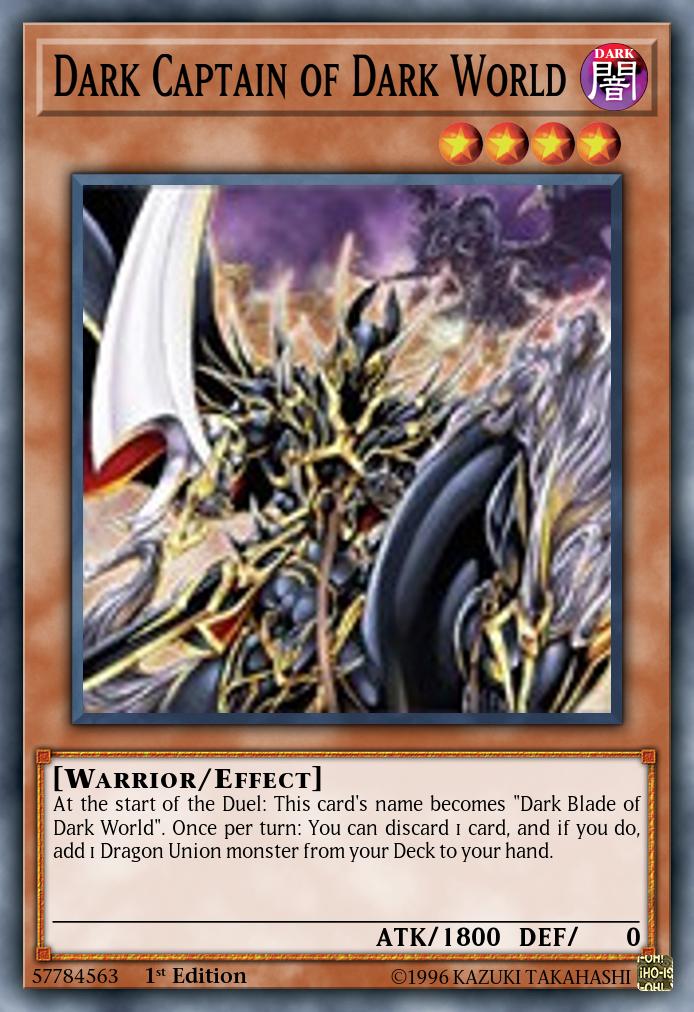 Dark Captain of Dark World
DARK
闇
[Warrior/Effect]
At the start of the Duel: This card's name becomes "Dark Blade of
Dark World". Once per turn: You can discard 1 card, and if you do,
add 1 Dragon Union monster from your Deck to your hand.
ATK/1800 DEF/ 0
57784563 1st Edition ©1996 KAZUKI TAKAHASHI